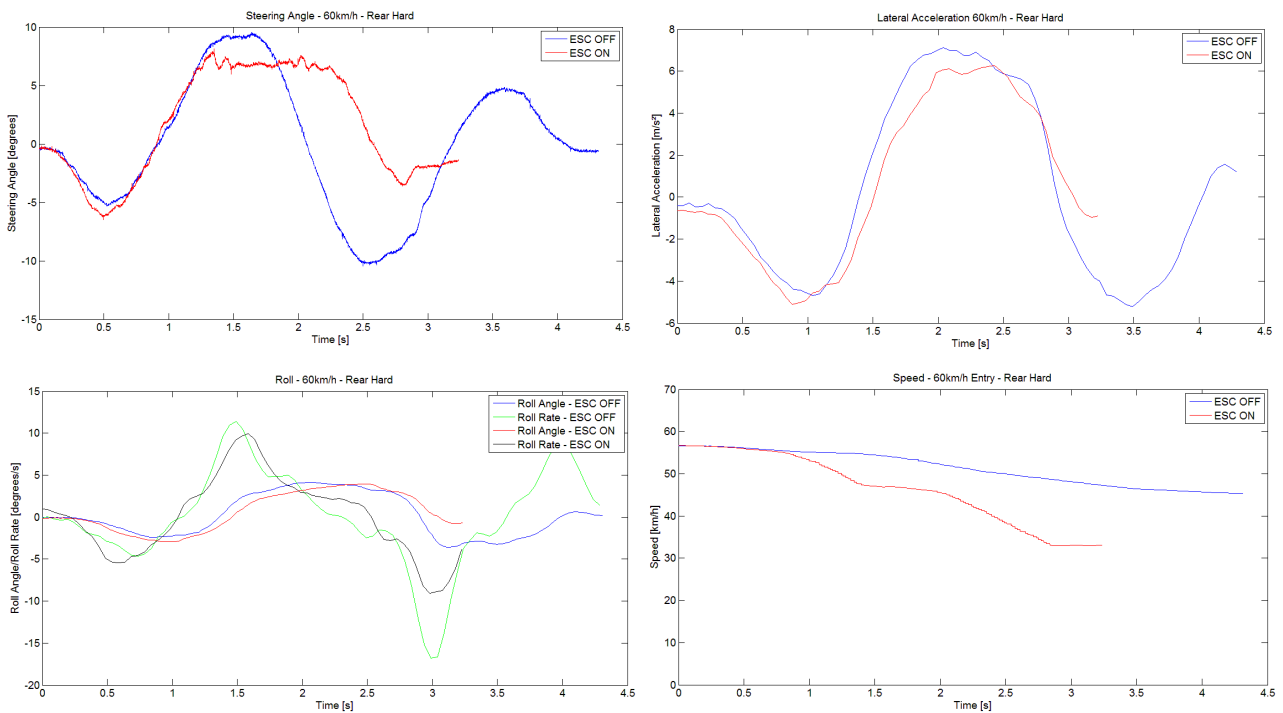 Steering Angle - 60km/h - Rear Hard
10
5
0
-5
-10
-15
0 0.5 1 1.5 2 2.5 3 3.5 4 4.5
Time [s]
Steering Angle [degrees]
ESC OFF
ESC ON
Lateral Acceleration 60km/h - Rear Hard
8
6
4
2
0
-2
-4
-6
0 0.5 1 1.5 2 2.5 3 3.5 4 4.5
Time [s]
Lateral Acceleration [m/s²]
ESC OFF
ESC ON
Roll - 60km/h - Rear Hard
15
10
5
0
-5
-10
-15
-20
0 0.5 1 1.5 2 2.5 3 3.5 4 4.5
Time [s]
Roll Angle/Roll Rate [degrees/s]
Roll Angle - ESC OFF
Roll Rate - ESC OFF
Roll Angle - ESC ON
Roll Rate - ESC ON
Speed - 60km/h Entry - Rear Hard
70
60
50
40
30
20
10
0
0 0.5 1 1.5 2 2.5 3 3.5 4 4.5
Time [s]
Speed [km/h]
ESC OFF
ESC ON